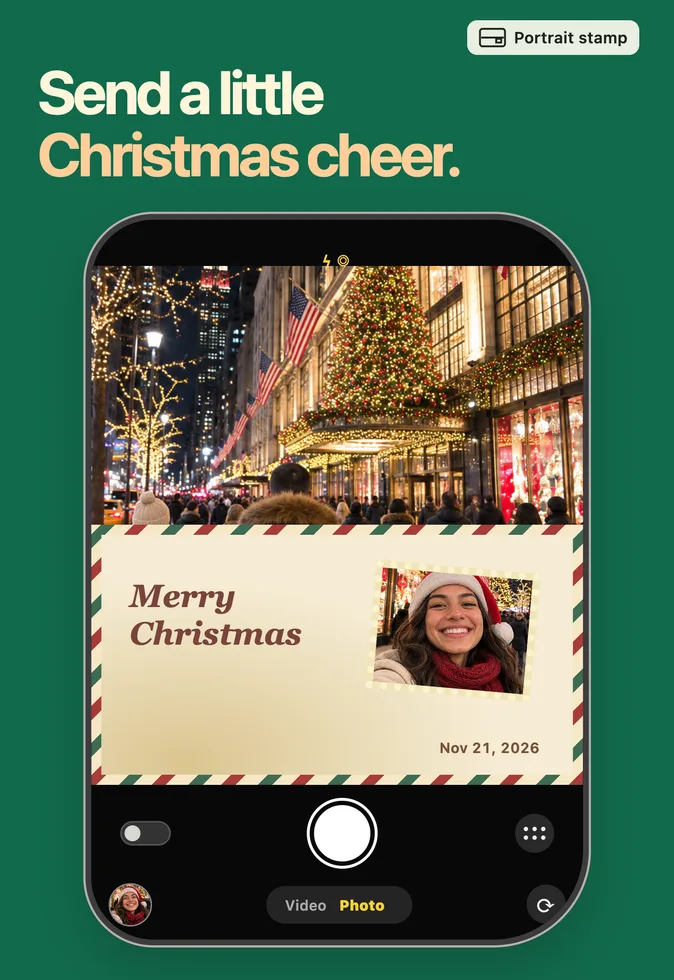 Portrait stamp
Send a little
Christmas cheer.
Merry
Christmas
Nov 21, 2026
Video Photo